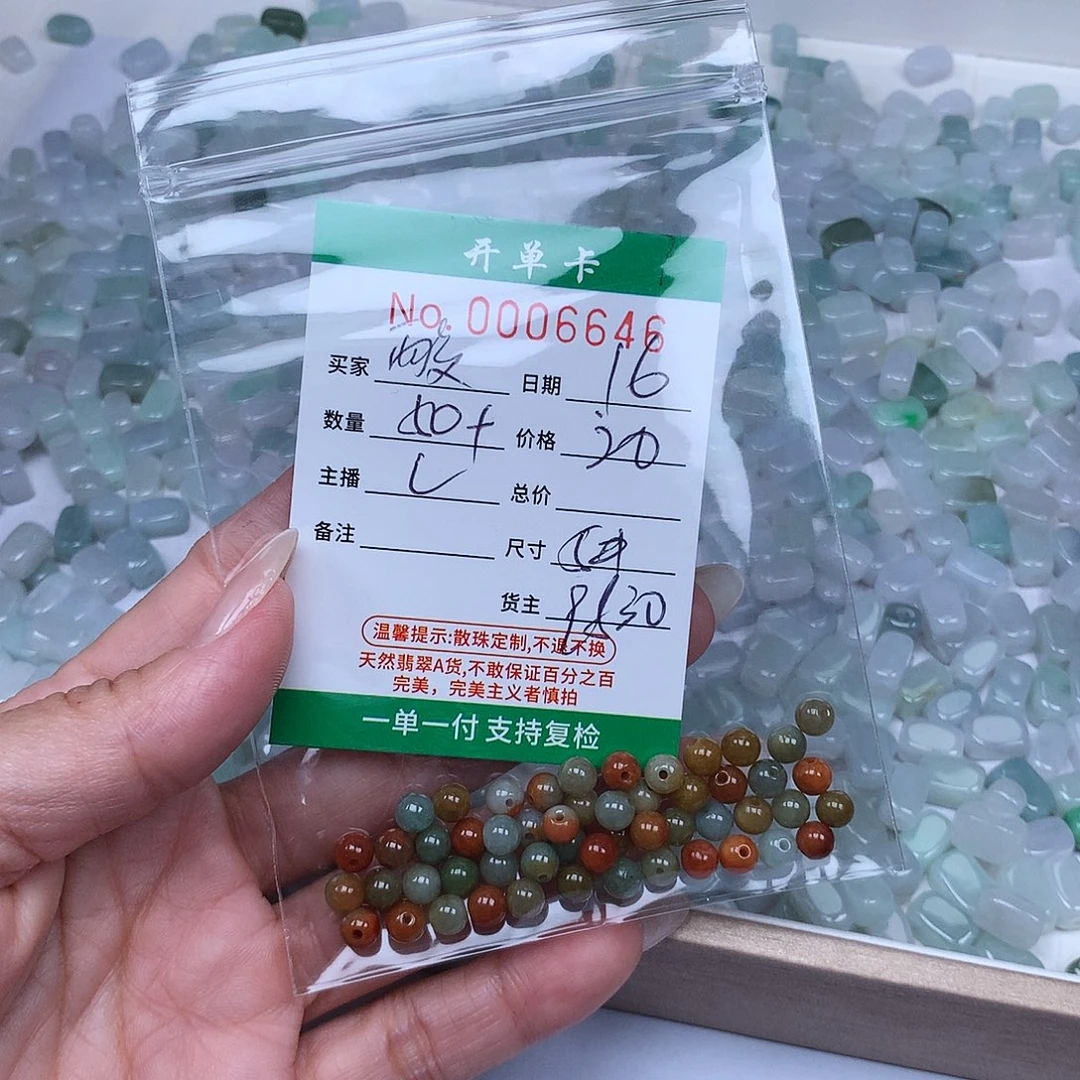 开单卡
No. 0006646
买家 日期 16
数量 价格 20
主播 L 总价
备注 尺寸
货主
温馨提示:散珠定制,不退不换
天然翡翠A货,不敢保证百分之百
完美，完美主义者慎拍
一单一付 支持复检